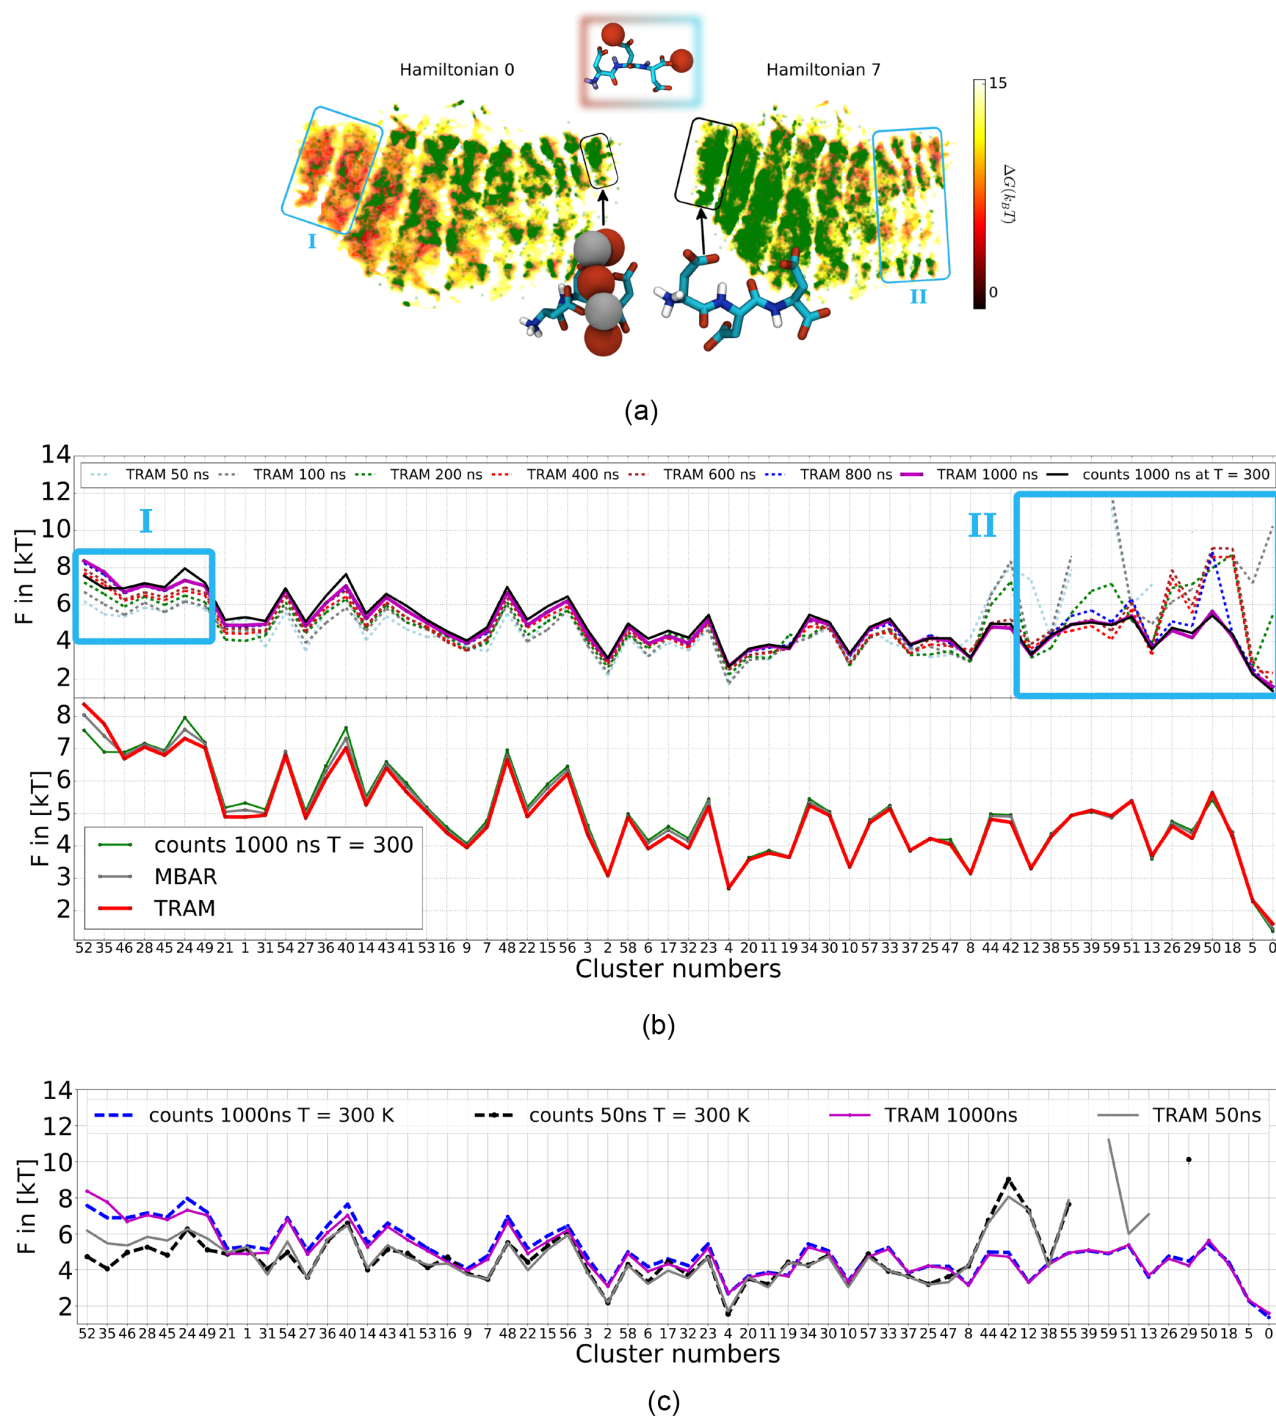 Hamiltonian 0
Hamiltonian 7
I
II
15
0
ΔG(k_BT)
(a)
14
12
10
8
6
4
2
F in [kT]
TRAM 50 ns
TRAM 100 ns
TRAM 200 ns
TRAM 400 ns
TRAM 600 ns
TRAM 800 ns
TRAM 1000 ns
counts 1000 ns at T = 300
I
II
8
7
6
5
4
3
2
F in [kT]
counts 1000 ns T = 300
MBAR
TRAM
52 35 46 28 45 24 49 21 1 31 54 27 36 40 14 43 41 53 16 9 7 48 22 15 56 3 2 58 6 17 32 23 4 20 11 19 34 30 10 57 33 37 25 47 8 44 42 12 38 55 39 59 51 13 26 29 50 18 5 0
Cluster numbers
(b)
14
12
10
8
6
4
2
F in [kT]
counts 1000ns T = 300 K
counts 50ns T = 300 K
TRAM 1000ns
TRAM 50ns
52 35 46 28 45 24 49 21 1 31 54 27 36 40 14 43 41 53 16 9 7 48 22 15 56 3 2 58 6 17 32 23 4 20 11 19 34 30 10 57 33 37 25 47 8 44 42 12 38 55 39 59 51 13 26 29 50 18 5 0
Cluster numbers
(c)